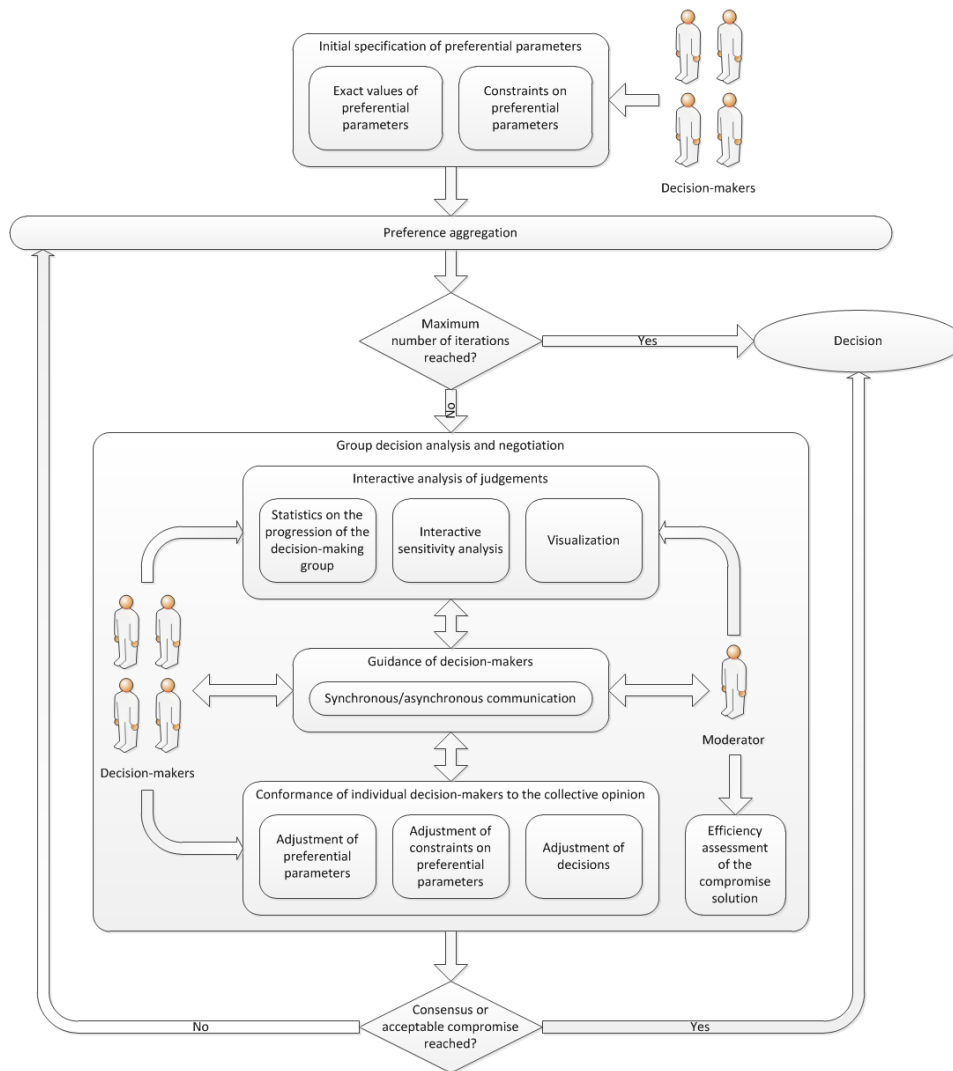 Initial specification of preferential parameters
Exact values of
preferential
parameters
Constraints on
preferential
parameters
Decision-makers
Preference aggregation
Maximum
number of iterations
reached?
Yes
Decision
No
Group decision analysis and negotiation
Interactive analysis of judgements
Statistics on the
progression of the
decision-making
group
Interactive
sensitivity analysis
Visualization
Guidance of decision-makers
Synchronous/asynchronous communication
Decision-makers
Moderator
Conformance of individual decision-makers to the collective opinion
Adjustment of
preferential
parameters
Adjustment of
constraints on
preferential
parameters
Adjustment of
decisions
Efficiency
assessment
of the
compromise
solution
Consensus or
acceptable compromise
reached?
No
Yes